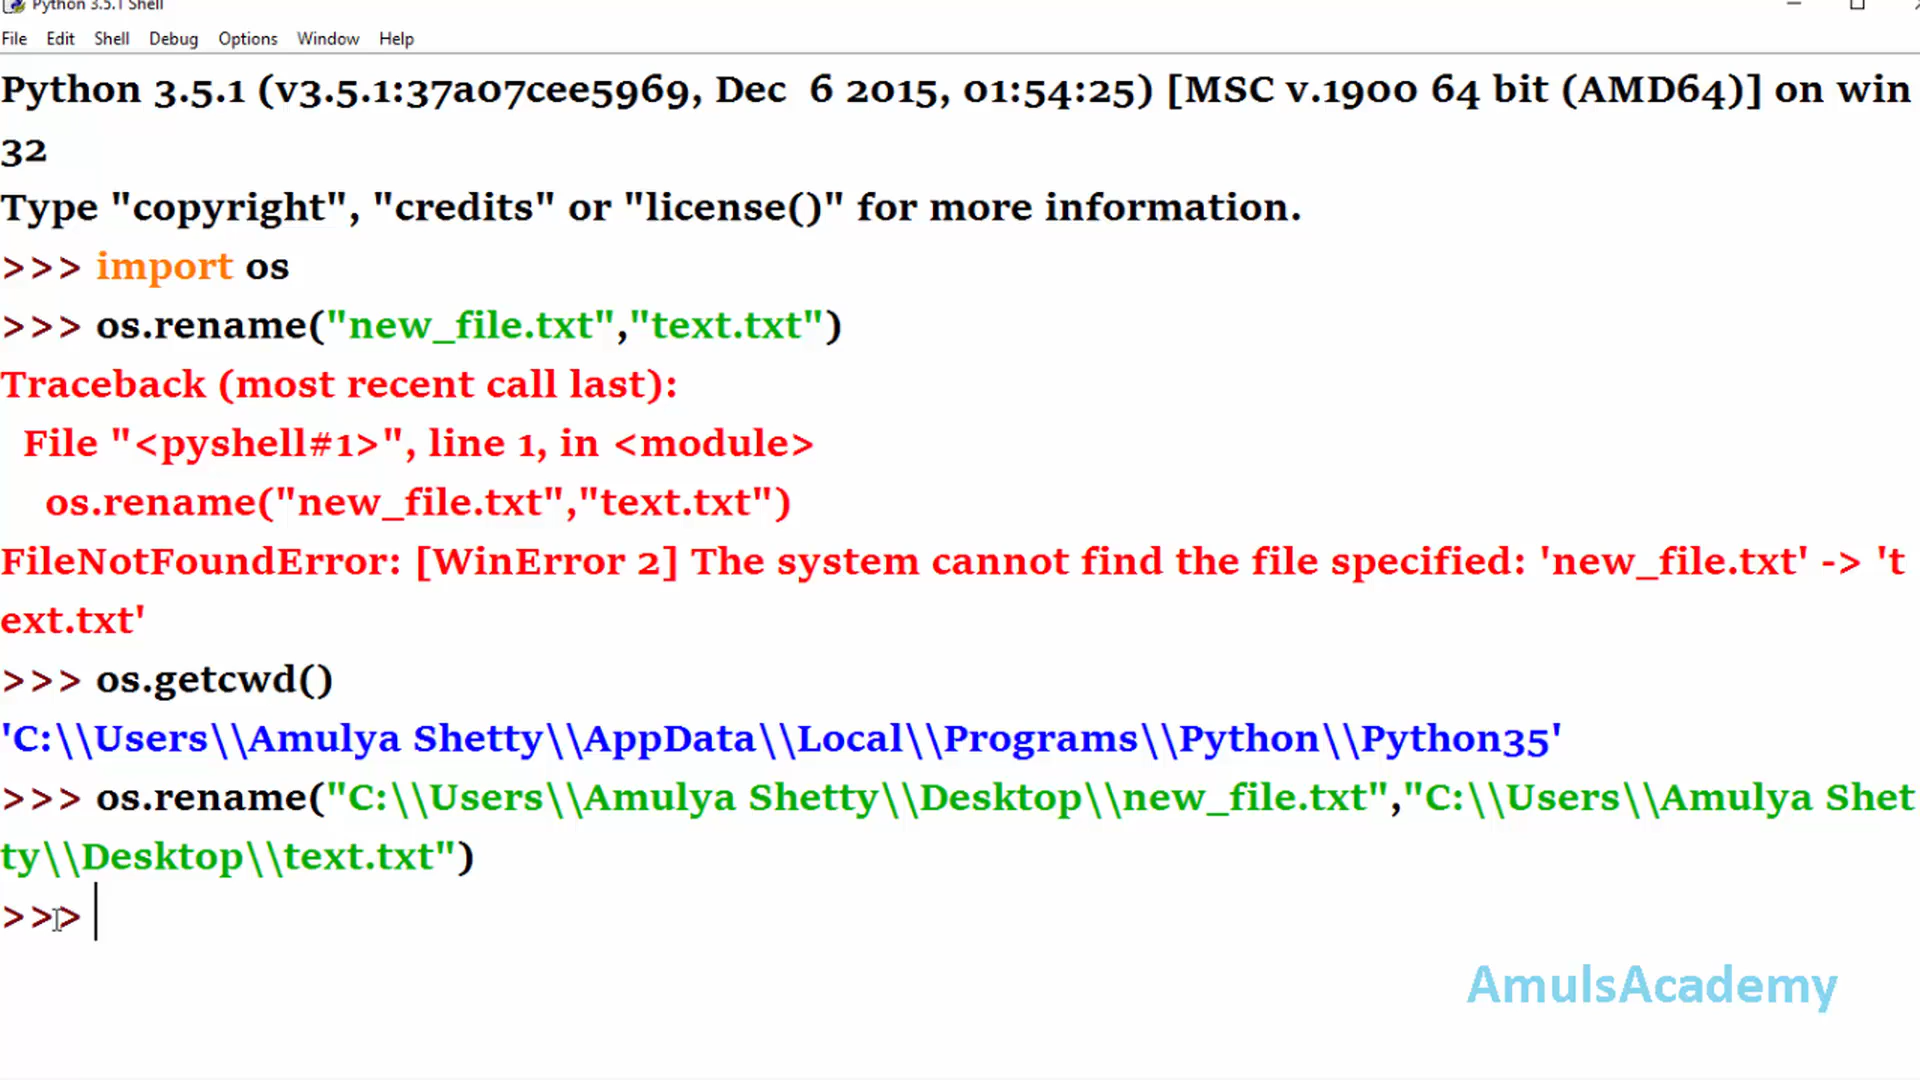 Python 3.5.1 Shell
File Edit Shell Debug Options Window Help
Python 3.5.1 (v3.5.1:37a07cee5969, Dec  6 2015, 01:54:25) [MSC v.1900 64 bit (AMD64)] on win
32
Type "copyright", "credits" or "license()" for more information.
>>> import os
>>> os.rename("new_file.txt","text.txt")
Traceback (most recent call last):
  File "<pyshell#1>", line 1, in <module>
    os.rename("new_file.txt","text.txt")
FileNotFoundError: [WinError 2] The system cannot find the file specified: 'new_file.txt' -> 't
ext.txt'
>>> os.getcwd()
'C:\\Users\\Amulya Shetty\\AppData\\Local\\Programs\\Python\\Python35'
>>> os.rename("C:\\Users\\Amulya Shetty\\Desktop\\new_file.txt","C:\\Users\\Amulya Shet
ty\\Desktop\\text.txt")
>>>
AmulsAcademy